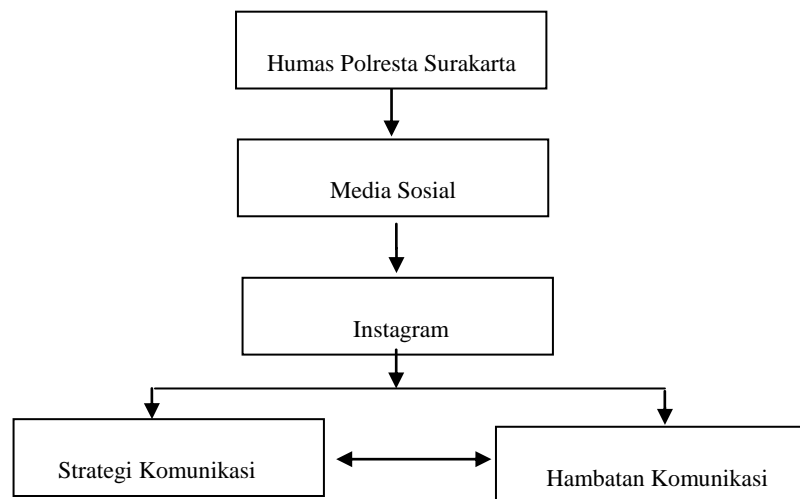 Humas Polresta Surakarta
Media Sosial
Instagram
Strategi Komunikasi
Hambatan Komunikasi